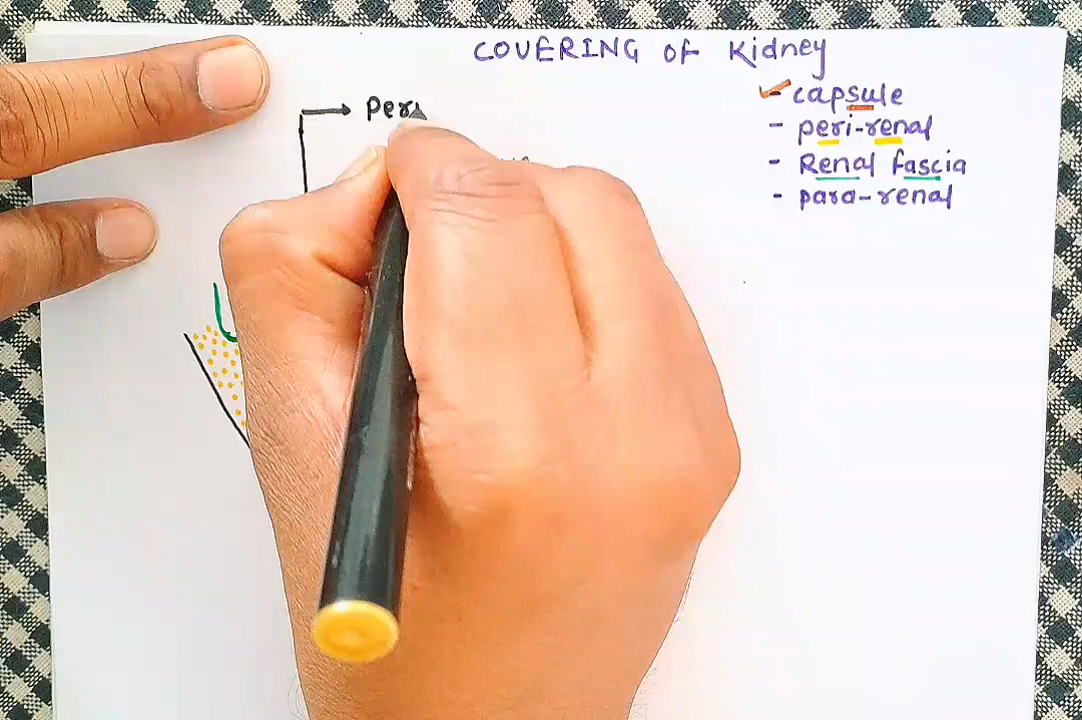 COVERING OF Kidney
- capsule
- peri-renal
- Renal fascia
- para-renal
Per